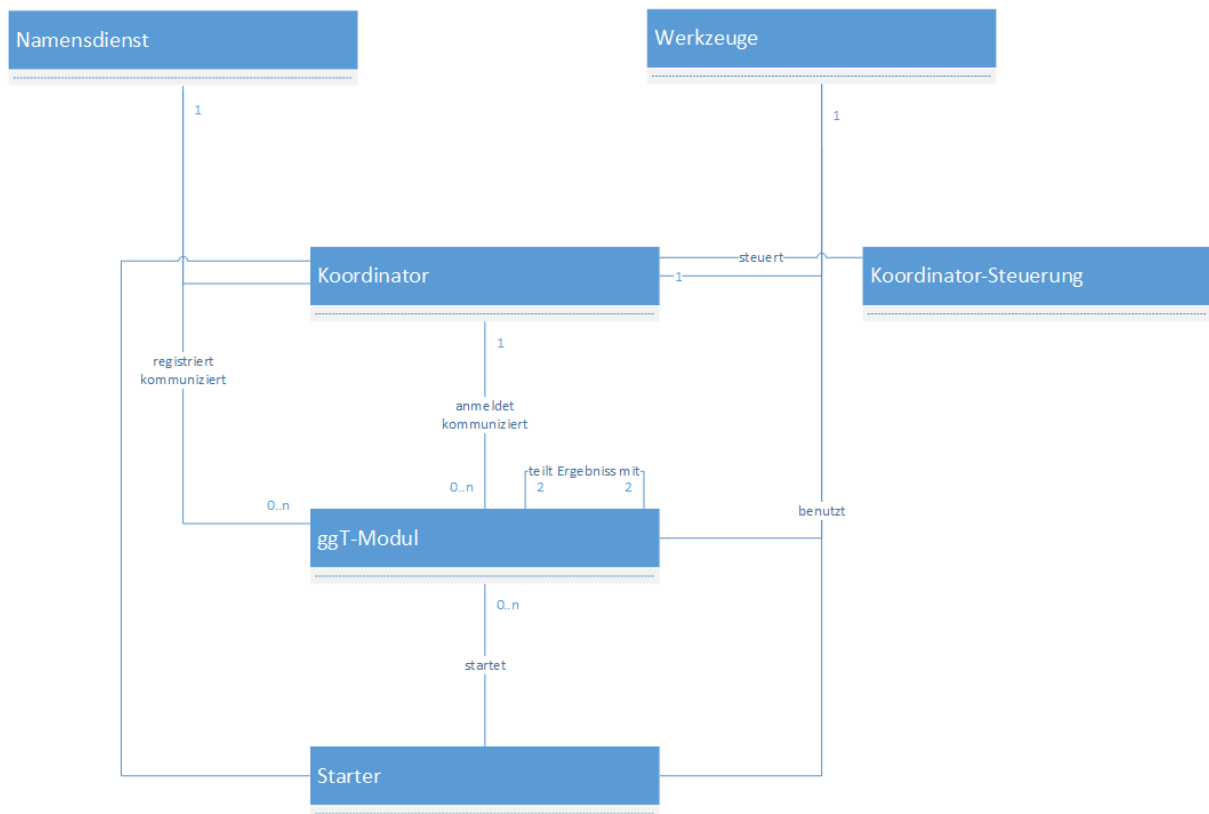 Namensdienst
Werkzeuge
1
1
Koordinator
steuert
1
Koordinator-Steuerung
1
registriert
kommuniziert
anmeldet
kommuniziert
teilt Ergebniss mit
2
2
0..n
0..n
benutzt
ggT-Modul
0..n
startet
Starter